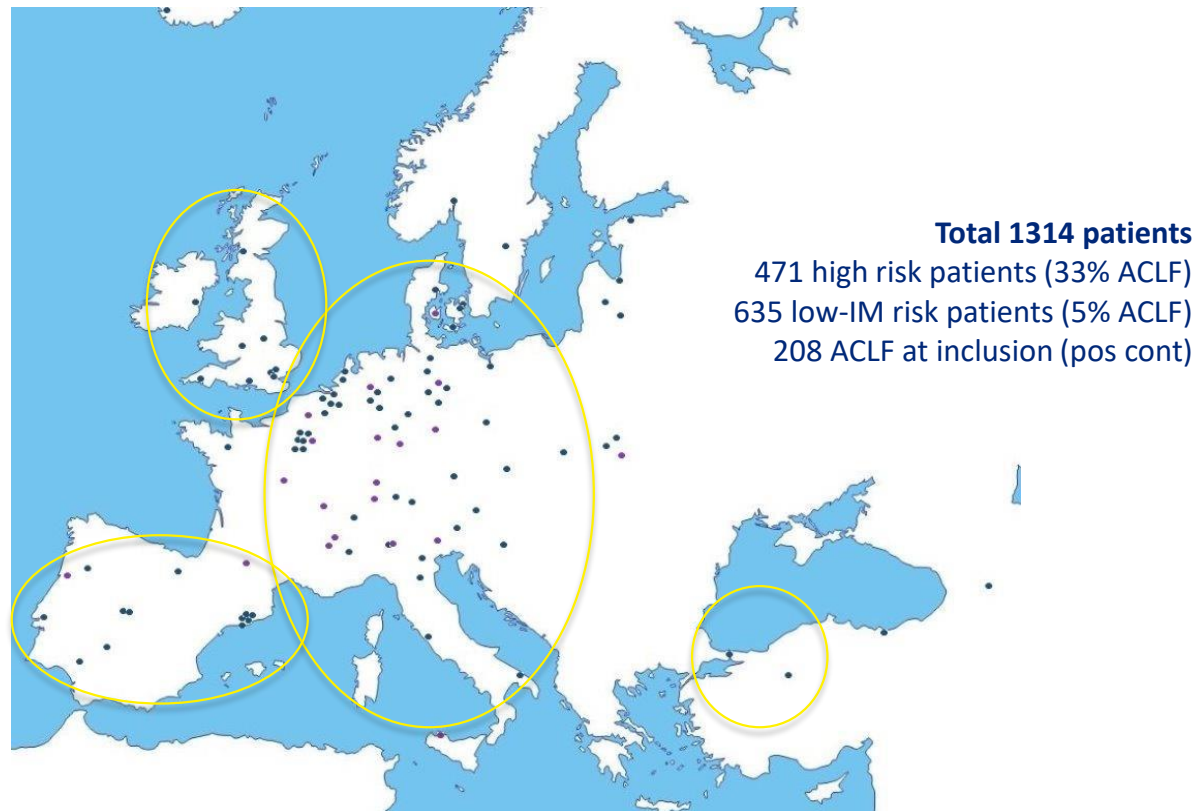 Total 1314 patients
471 high risk patients (33% ACLF)
635 low-IM risk patients (5% ACLF)
208 ACLF at inclusion (pos cont)